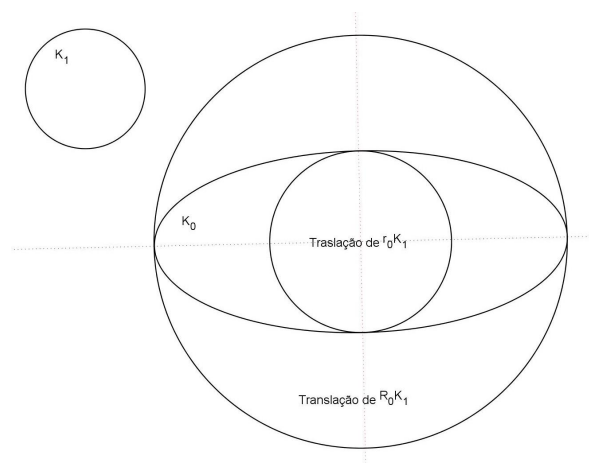 K₁
K₀
Traslação de r₀K₁
Translação de R₀K₁